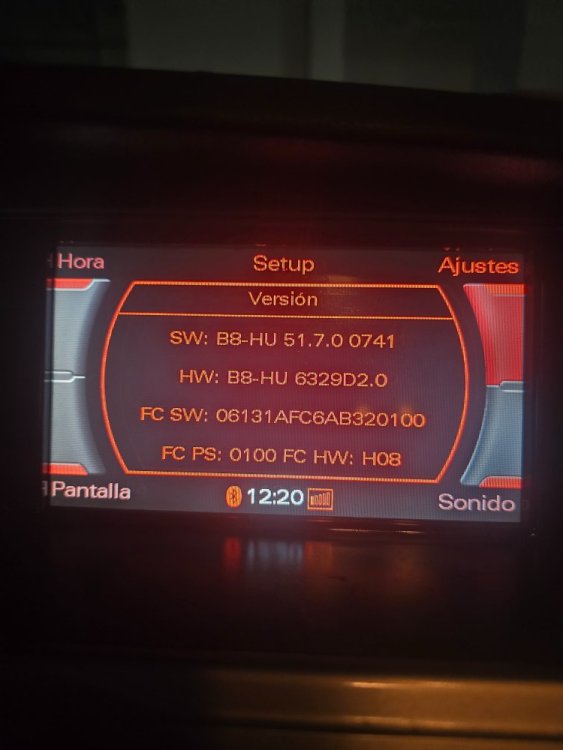 Hora
Setup
Ajustes
Versión
SW: B8-HU 51.7.0 0741
HW: B8-HU 6329D2.0
FC SW: 06131AFC6AB320100
FC PS: 0100 FC HW: H08
Pantalla
12:20
Sonido